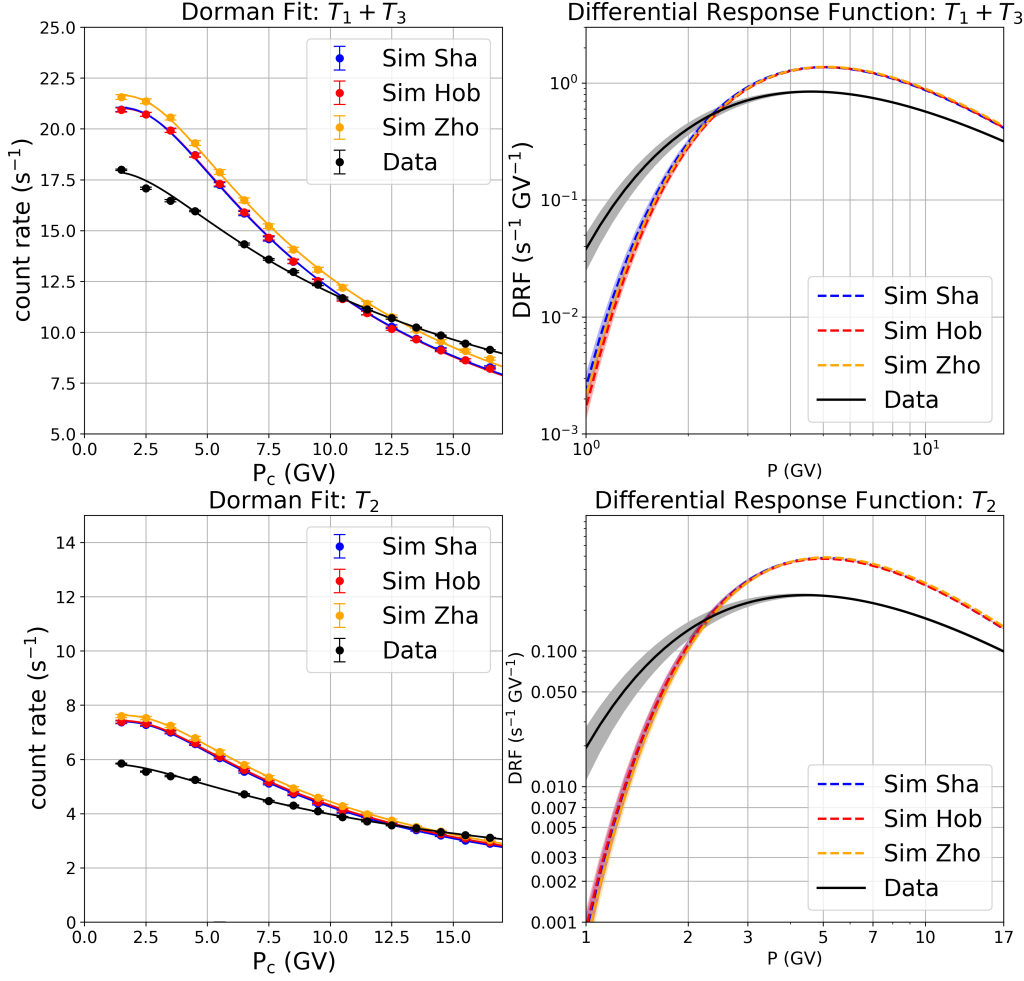 Dorman Fit: T₁ + T₃
25.0
22.5
20.0
17.5
15.0
12.5
10.0
7.5
5.0
count rate (s⁻¹)
Sim Sha
Sim Hob
Sim Zho
Data
0.0 2.5 5.0 7.5 10.0 12.5 15.0
P_c (GV)
Differential Response Function: T₁ + T₃
10⁰
10⁻¹
10⁻²
10⁻³
DRF (s⁻¹ GV⁻¹)
Sim Sha
Sim Hob
Sim Zho
Data
10⁰ 10¹
P (GV)
Dorman Fit: T₂
14
12
10
8
6
4
2
0
count rate (s⁻¹)
Sim Sha
Sim Hob
Sim Zha
Data
0.0 2.5 5.0 7.5 10.0 12.5 15.0
P_c (GV)
Differential Response Function: T₂
0.100
0.050
0.010
0.007
0.005
0.003
0.002
0.001
DRF (s⁻¹ GV⁻¹)
Sim Sha
Sim Hob
Sim Zho
Data
1 2 3 5 7 10 17
P (GV)